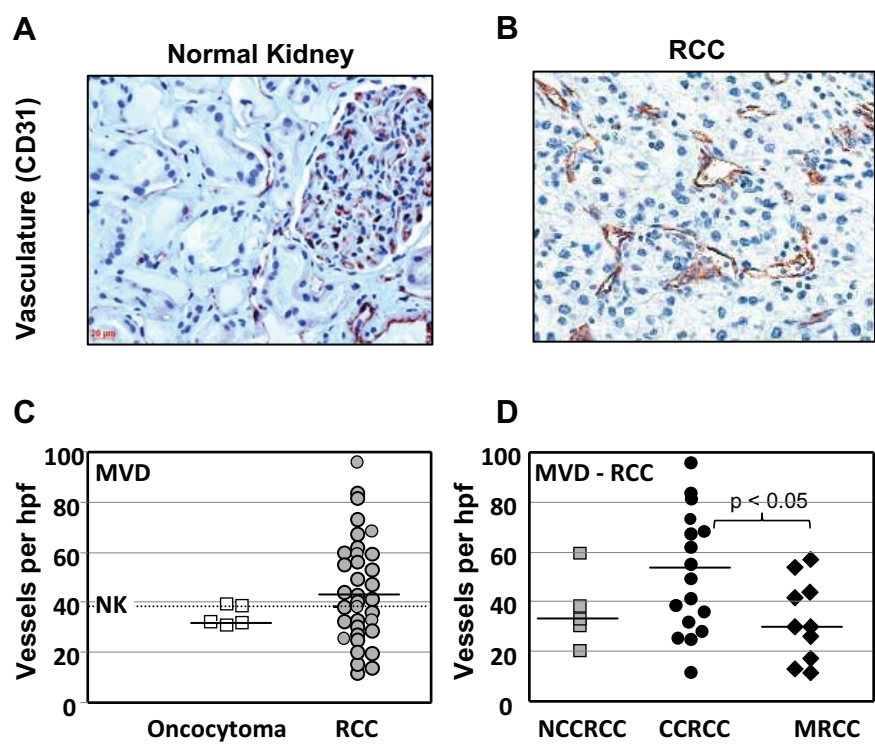 A
Normal Kidney
B
RCC
Vasculature (CD31)
20 μm
C
D
100
80
60
40
20
0
Vessels per hpf
MVD
NK
Oncocytoma
RCC
100
80
60
40
20
0
Vessels per hpf
MVD - RCC
p < 0.05
NCCRCC
CCRCC
MRCC